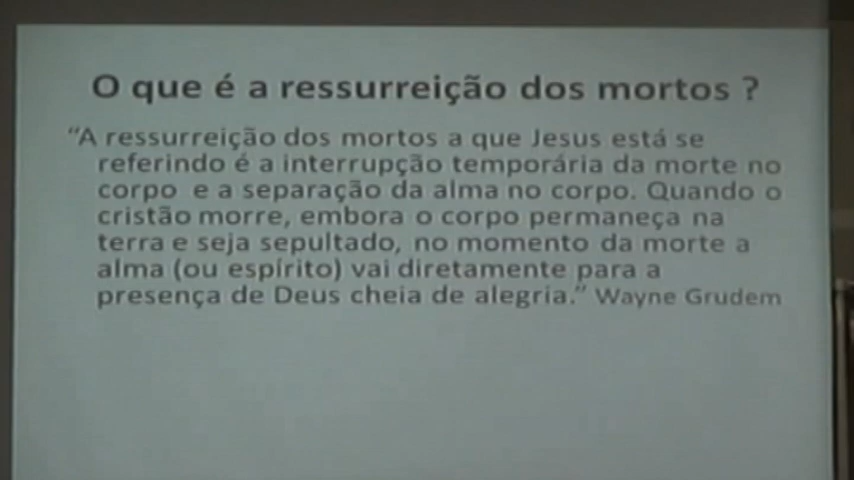 O que é a ressurreição dos mortos ?
“A ressurreição dos mortos a que Jesus está se
referindo é a interrupção temporária da morte no
corpo e a separação da alma no corpo. Quando o
cristão morre, embora o corpo permaneça na
terra e seja sepultado, no momento da morte a
alma (ou espírito) vai diretamente para a
presença de Deus cheia de alegria.” Wayne Grudem